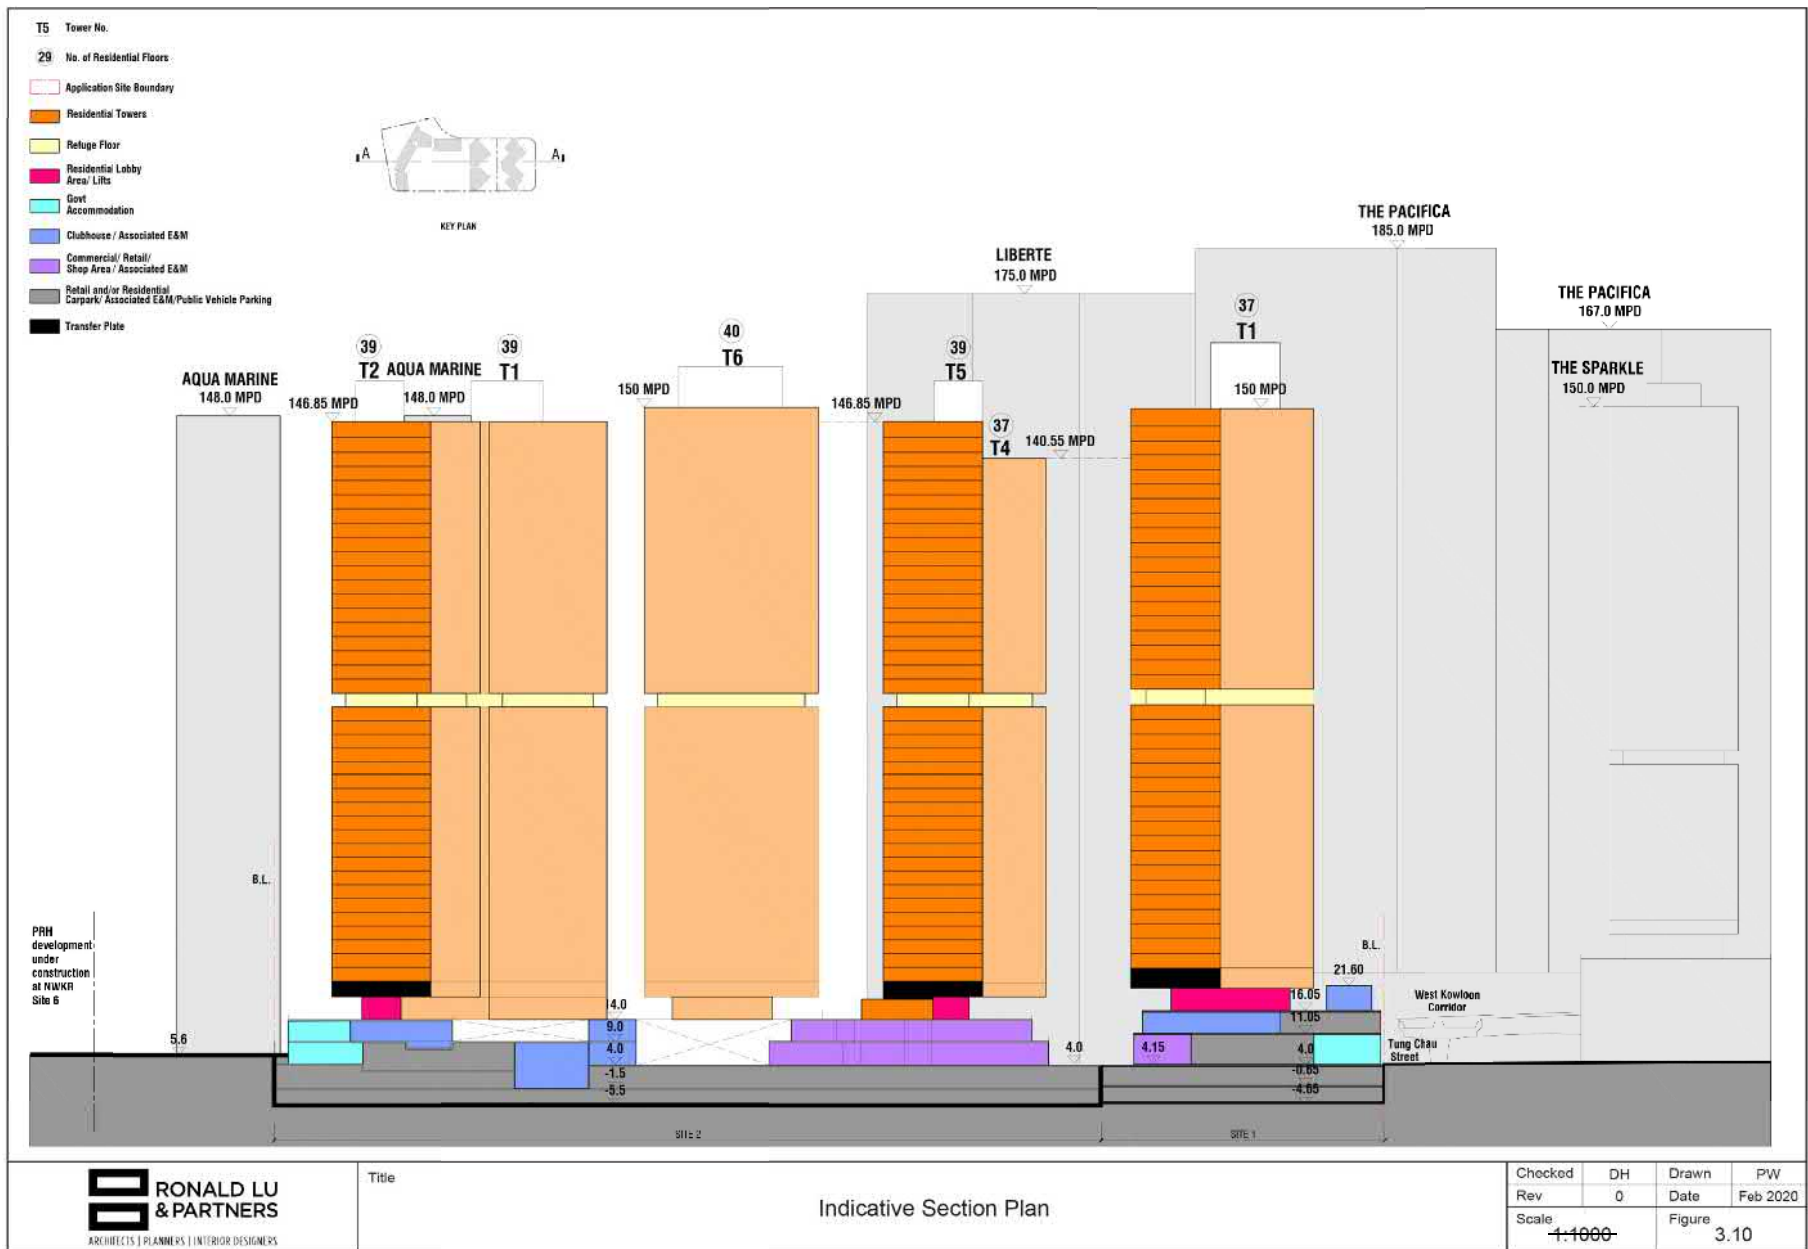 T5 Tower No.
29 No. of Residential Floors
Application Site Boundary
Residential Towers
Refuge Floor
Residential Lobby
Area/ Lifts
Govt
Accommodation
Clubhouse / Associated E&M
Commercial/ Retail/
Shop Area / Associated E&M
Retail and/or Residential
Carpark/ Associated E&M/Public Vehicle Parking
Transfer Plate
A A
KEY PLAN
THE PACIFICA
185.0 MPD
LIBERTE
175.0 MPD
THE PACIFICA
167.0 MPD
37
T1
40
T6
39
T2
AQUA MARINE
39
T1
39
T5
THE SPARKLE
150.0 MPD
AQUA MARINE
148.0 MPD
146.85 MPD
148.0 MPD
150 MPD
146.85 MPD
150 MPD
37
T4
140.55 MPD
B.L.
PRH
development
under
construction
at NWKR
Site 6
B.L.
21.60
West Kowloon
Corridor
14.0
16.05
9.0
11.05
5.6
4.0
4.0
4.15
4.0
Tung Chau
Street
-1.5
-0.65
-5.5
-4.65
SITE 2
SITE 1
RONALD LU
& PARTNERS
ARCHITECTS | PLANNERS | INTERIOR DESIGNERS
Title
Indicative Section Plan
Checked DH Drawn PW
Rev 0 Date Feb 2020
Scale 1:1000 Figure 3.10